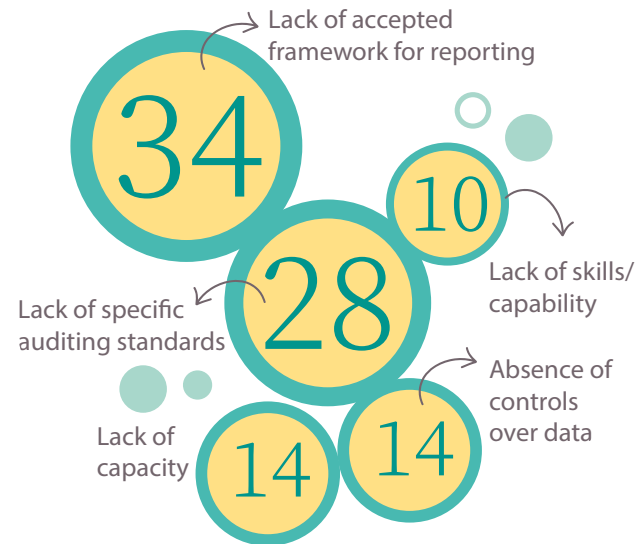 Lack of accepted
framework for reporting
34
10
Lack of skills/
capability
28
Lack of specific
auditing standards
Absence of
controls
over data
14
Lack of
capacity
14